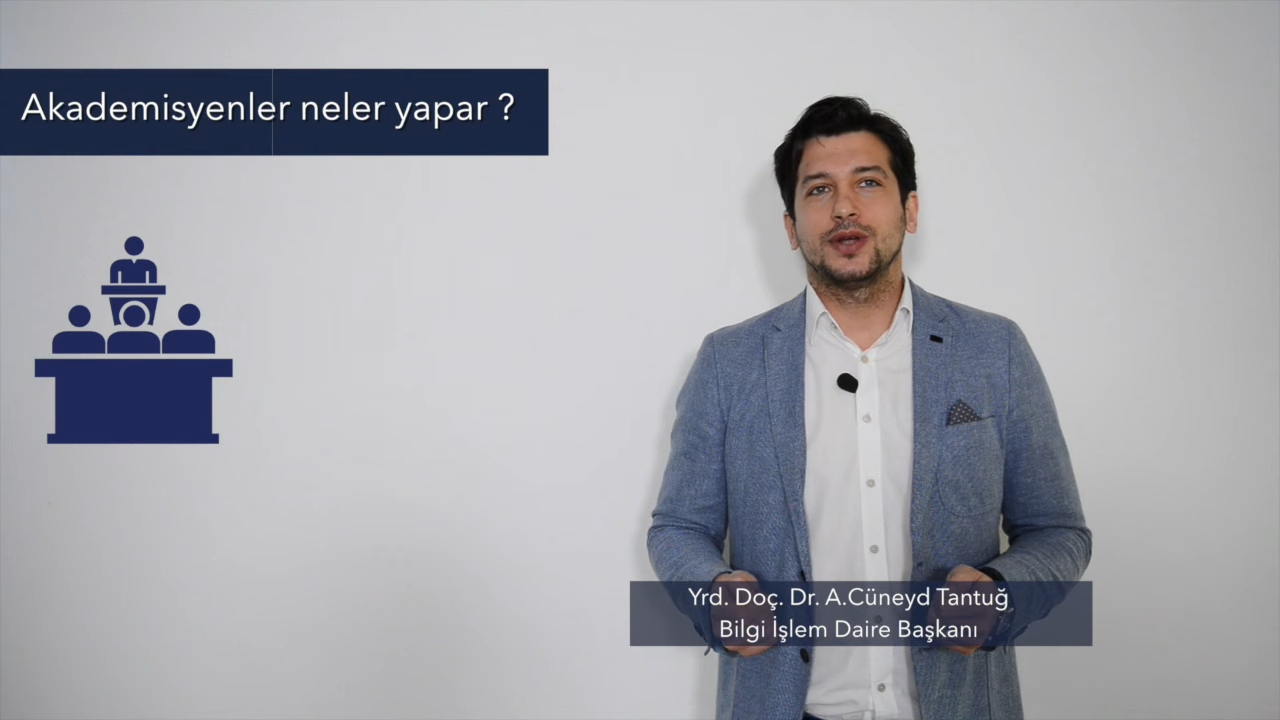 Akademisyenler neler yapar ?
Yrd. Doç. Dr. A.Cüneyd Tantuğ
Bilgi İşlem Daire Başkanı